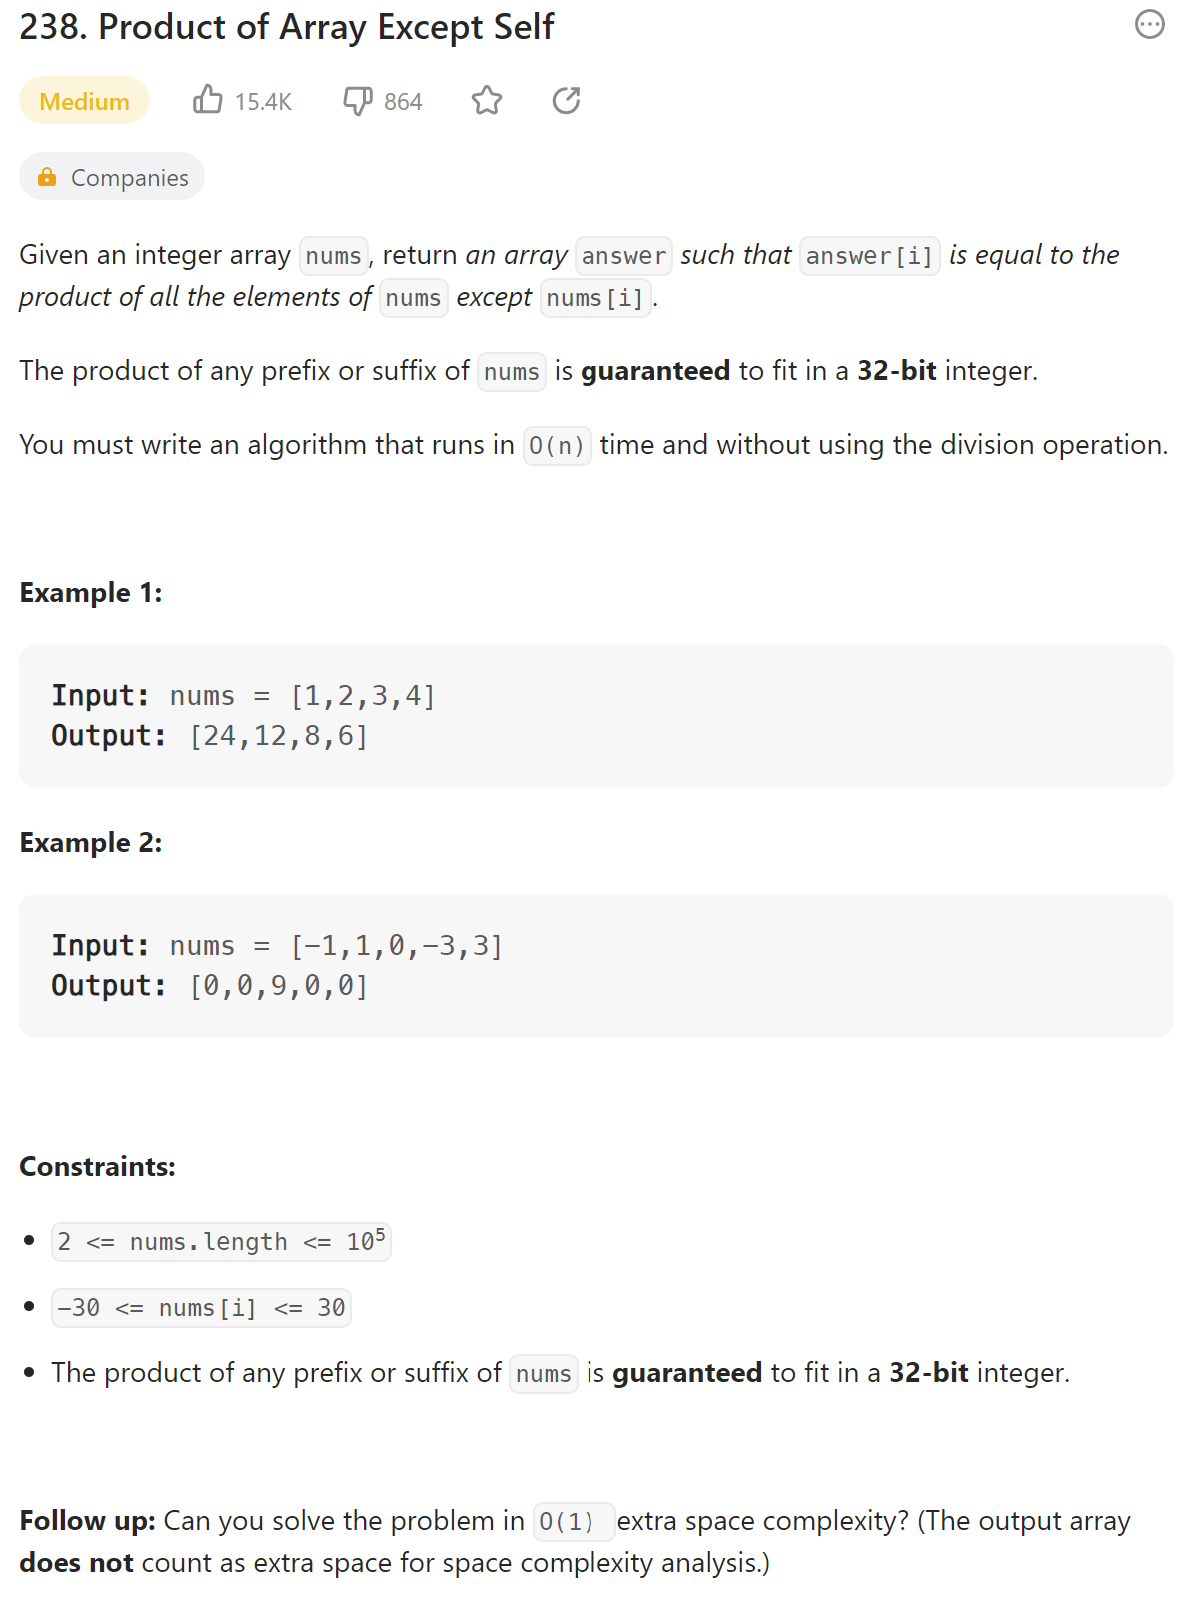 238. Product of Array Except Self
Medium 15.4K 864
Companies
Given an integer array nums, return an array answer such that answer[i] is equal to the
product of all the elements of nums except nums[i].
The product of any prefix or suffix of nums is guaranteed to fit in a 32-bit integer.
You must write an algorithm that runs in O(n) time and without using the division operation.
Example 1:
Input: nums = [1,2,3,4]
Output: [24,12,8,6]
Example 2:
Input: nums = [-1,1,0,-3,3]
Output: [0,0,9,0,0]
Constraints:
• 2 <= nums.length <= 10⁵
• -30 <= nums[i] <= 30
• The product of any prefix or suffix of nums is guaranteed to fit in a 32-bit integer.
Follow up: Can you solve the problem in O(1) extra space complexity? (The output array
does not count as extra space for space complexity analysis.)